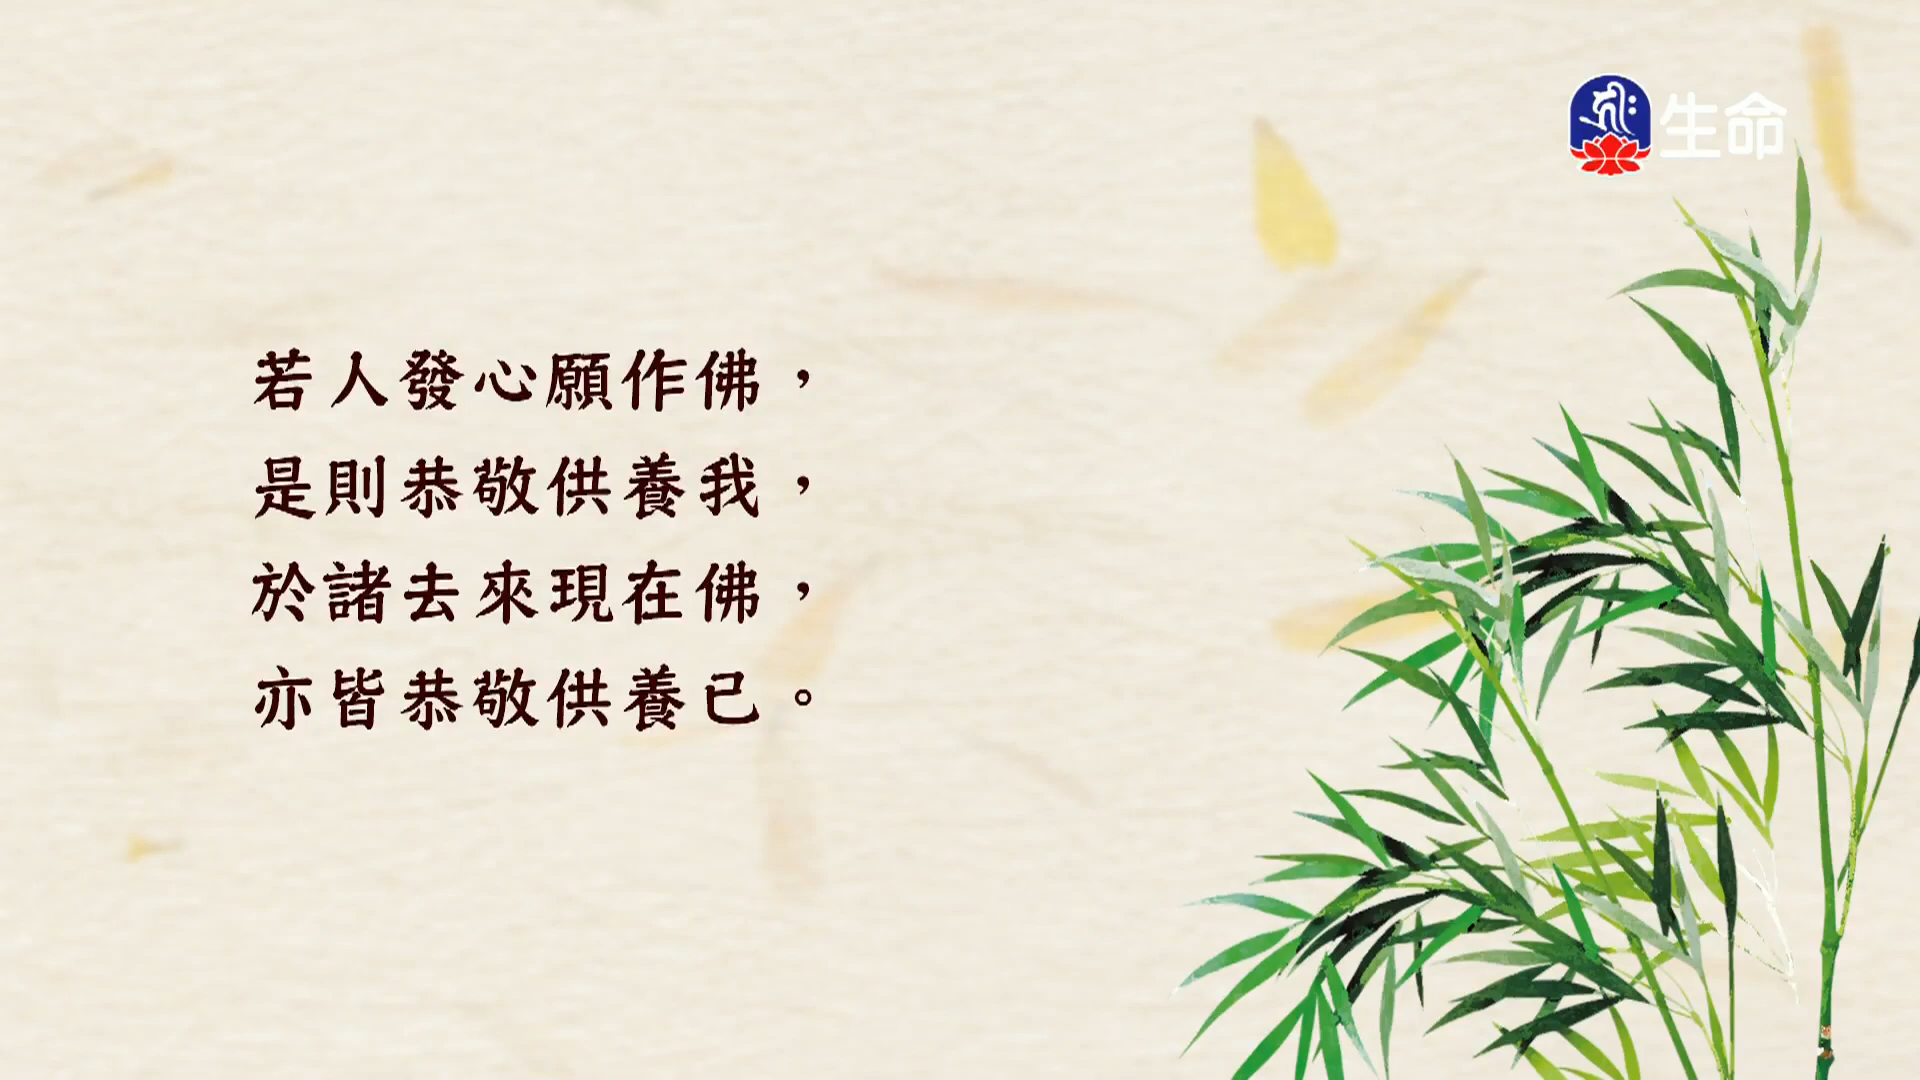 生命
若人發心願作佛，
是則恭敬供養我，
於諸去來現在佛，
亦皆恭敬供養已。